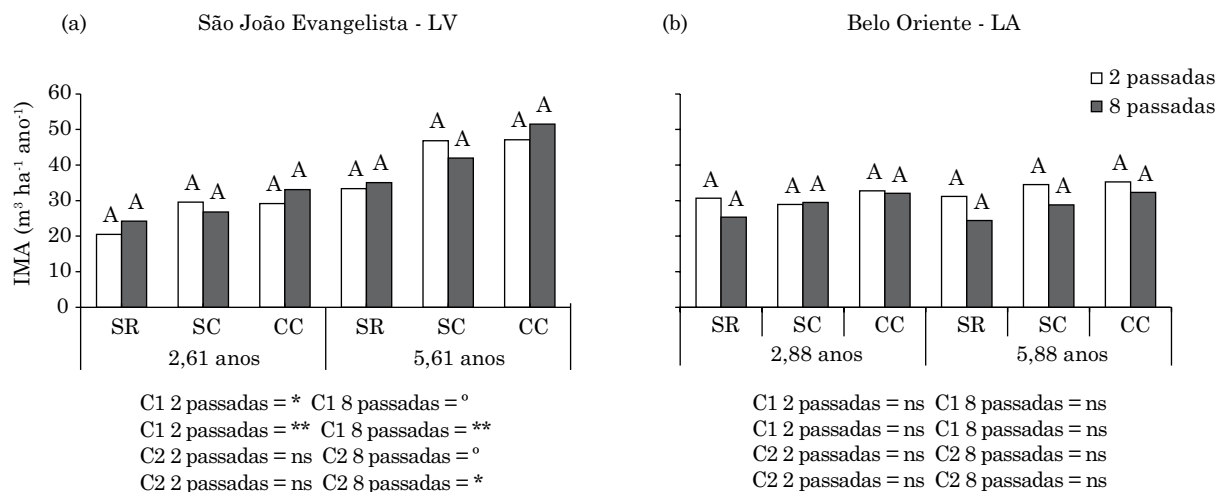 (a) São João Evangelista - LV
(b) Belo Oriente - LA
2 passadas
8 passadas
IMA (m³ ha⁻¹ ano⁻¹)
60
50
40
30
20
10
0
A A A A A A A A A A A A
SR SC CC SR SC CC
2,61 anos 5,61 anos
A A A A A A A A A A A A
SR SC CC SR SC CC
2,88 anos 5,88 anos
C1 2 passadas = * C1 8 passadas = º
C1 2 passadas = ** C1 8 passadas = **
C2 2 passadas = ns C2 8 passadas = º
C2 2 passadas = ns C2 8 passadas = *
C1 2 passadas = ns C1 8 passadas = ns
C1 2 passadas = ns C1 8 passadas = ns
C2 2 passadas = ns C2 8 passadas = ns
C2 2 passadas = ns C2 8 passadas = ns